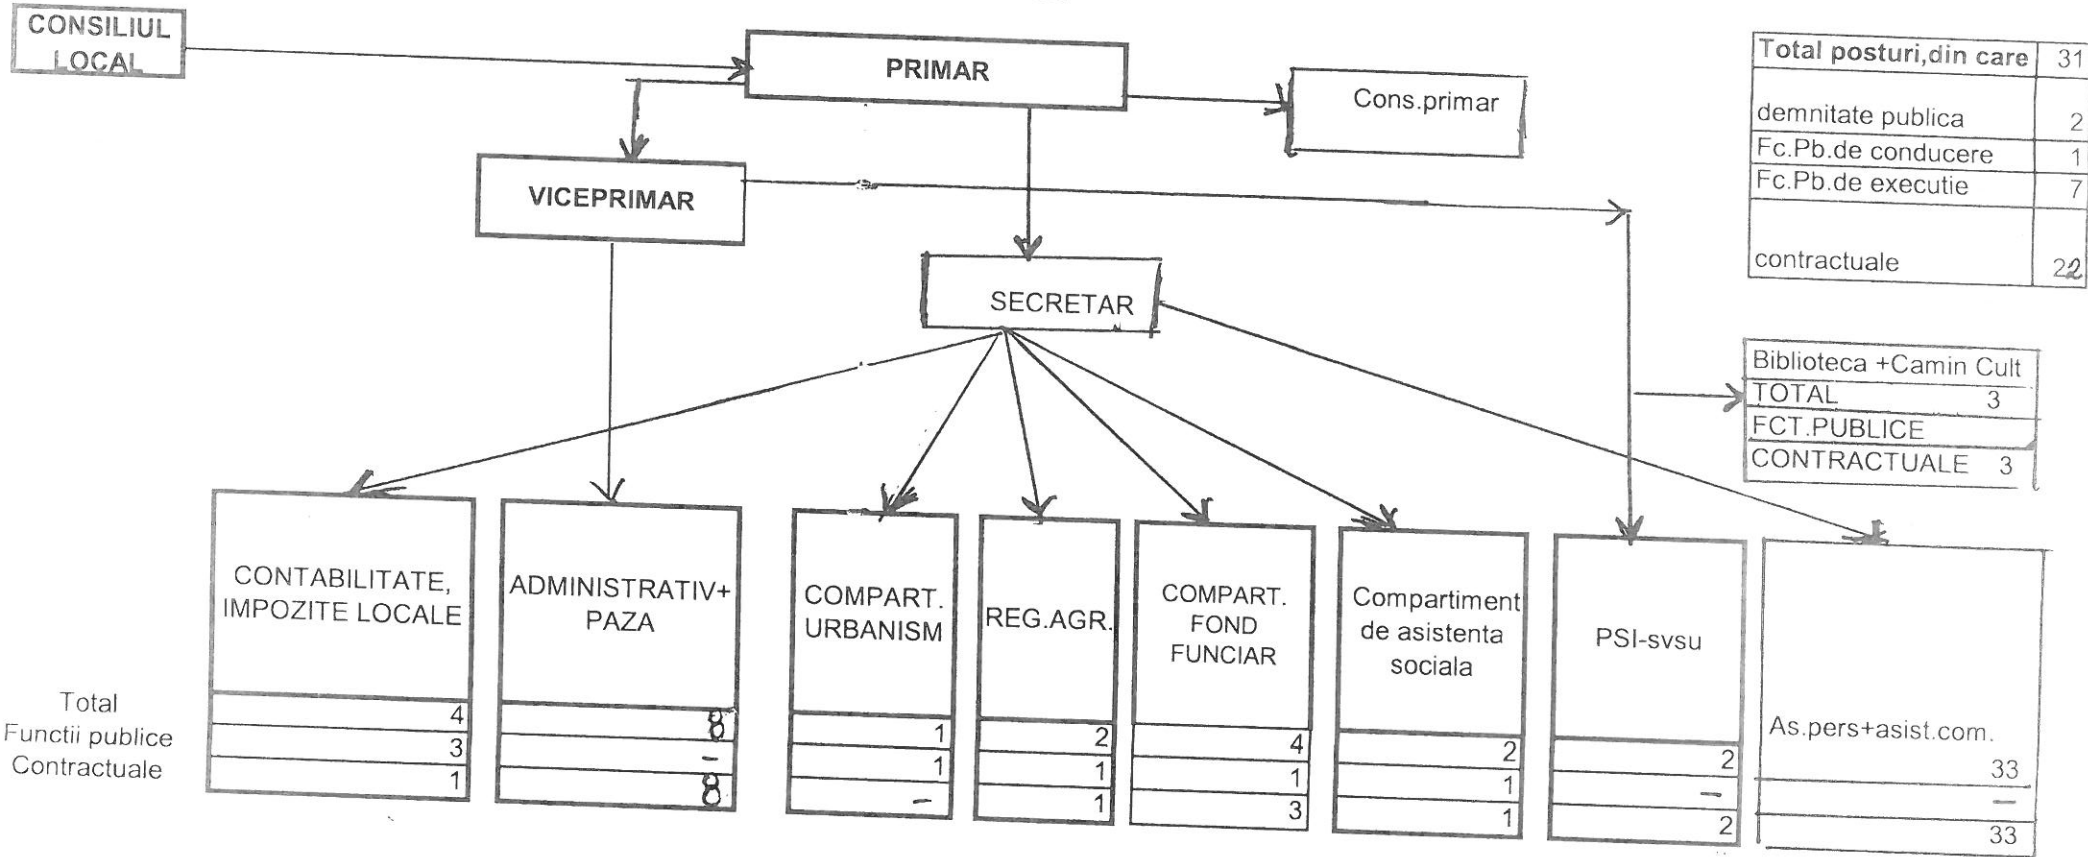 CONSILIUL
LOCAL
PRIMAR
Cons.primar
Total posturi,din care 31
demnitate publica 2
Fc.Pb.de conducere 1
Fc.Pb.de executie 7
contractuale 22
VICEPRIMAR
SECRETAR
Biblioteca +Camin Cult
TOTAL 3
FCT.PUBLICE
CONTRACTUALE 3
CONTABILITATE,
IMPOZITE LOCALE
ADMINISTRATIV+
PAZA
COMPART.
URBANISM
REG.AGR.
COMPART.
FOND
FUNCIAR
Compartiment
de asistenta
sociala
PSI-svsu
As.pers+asist.com.
Total 4 8 1 2 4 2 2 33
Functii publice 3 - 1 1 1 1 - -
Contractuale 1 8 - 1 3 1 2 33